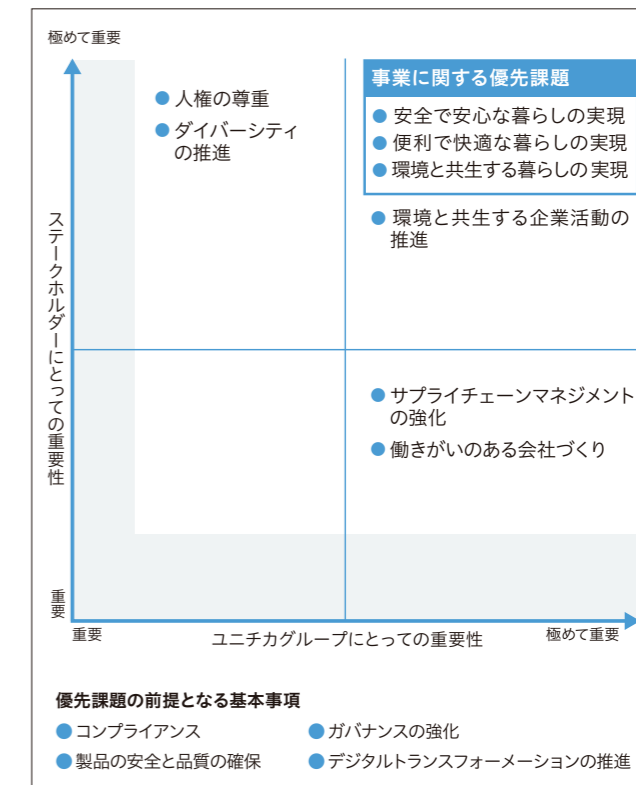 極めて重要
人権の尊重
ダイバーシティ
の推進
事業に関する優先課題
安全で安心な暮らしの実現
便利で快適な暮らしの実現
環境と共生する暮らしの実現
環境と共生する企業活動の
推進
ステークホルダーにとっての重要性
サプライチェーンマネジメント
の強化
働きがいのある会社づくり
重要
重要
ユニチカグループにとっての重要性
極めて重要
優先課題の前提となる基本事項
コンプライアンス
ガバナンスの強化
製品の安全と品質の確保
デジタルトランスフォーメーションの推進